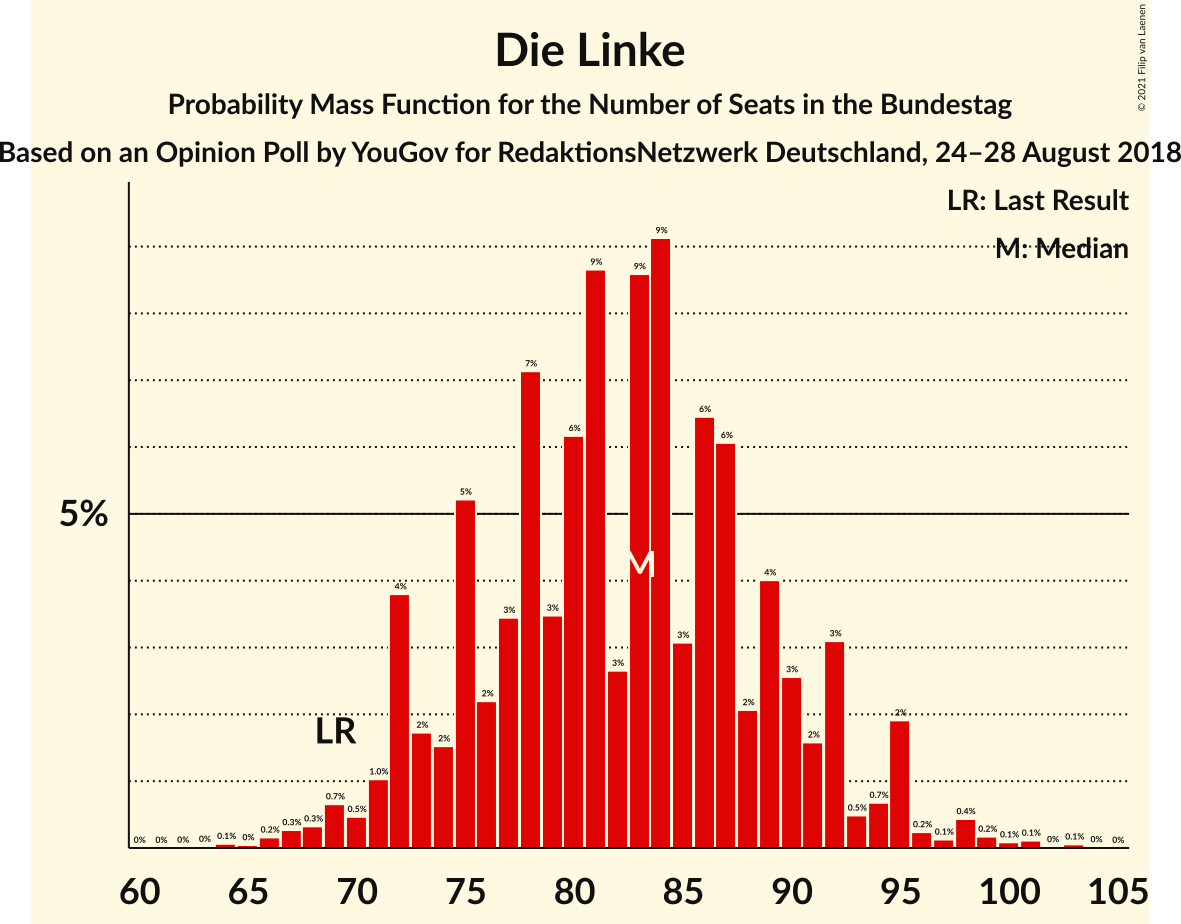 © 2021 Filip van Laenen
Die Linke
Probability Mass Function for the Number of Seats in the Bundestag
Based on an Opinion Poll by YouGov for RedaktionsNetzwerk Deutschland, 24–28 August 2018
LR: Last Result
M: Median
5%
LR
M
0% 0% 0% 0% 0.1% 0% 0.2% 0.3% 0.3% 0.7% 0.5% 1.0% 4% 2% 2% 5% 2% 3% 7% 3% 6% 9% 3% 9% 9% 3% 6% 6% 2% 4% 3% 2% 3% 0.5% 0.7% 2% 0.2% 0.1% 0.4% 0.2% 0.1% 0.1% 0% 0.1% 0% 0%
60 65 70 75 80 85 90 95 100 105